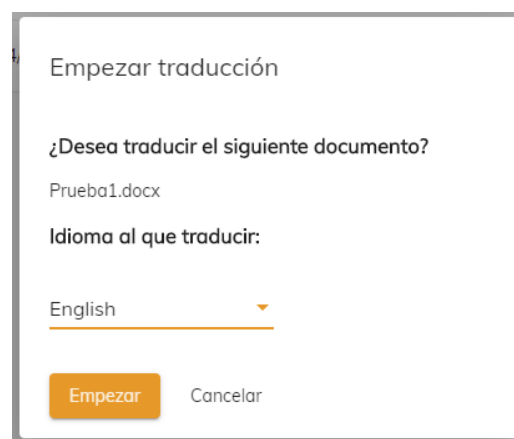 Empezar traducción
¿Desea traducir el siguiente documento?
Prueba1.docx
Idioma al que traducir:
English
Empezar Cancelar